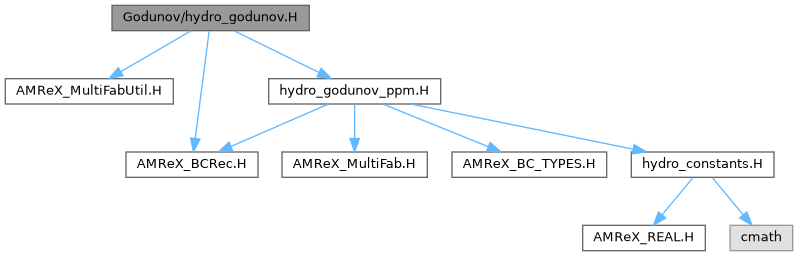 Godunov/hydro_godunov.H
AMReX_MultiFabUtil.H
hydro_godunov_ppm.H
AMReX_BCRec.H
AMReX_MultiFab.H
AMReX_BC_TYPES.H
hydro_constants.H
AMReX_REAL.H
cmath